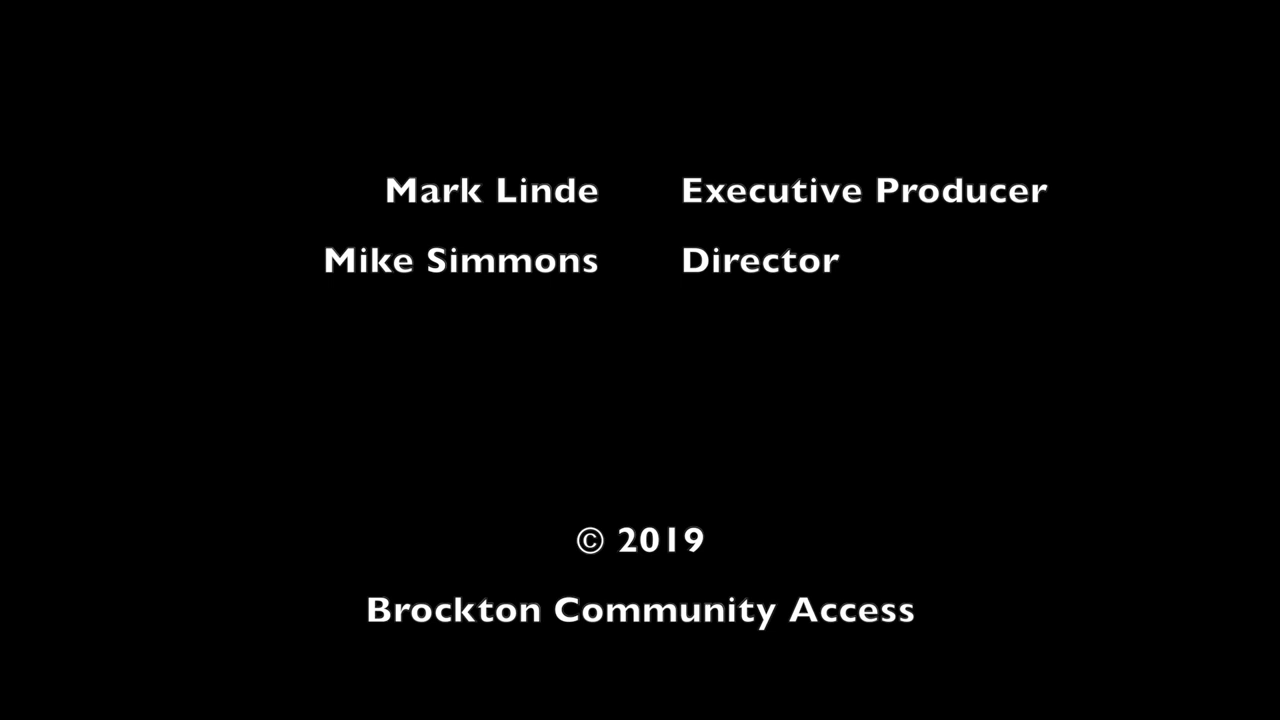 Mark Linde Executive Producer
Mike Simmons Director
© 2019
Brockton Community Access